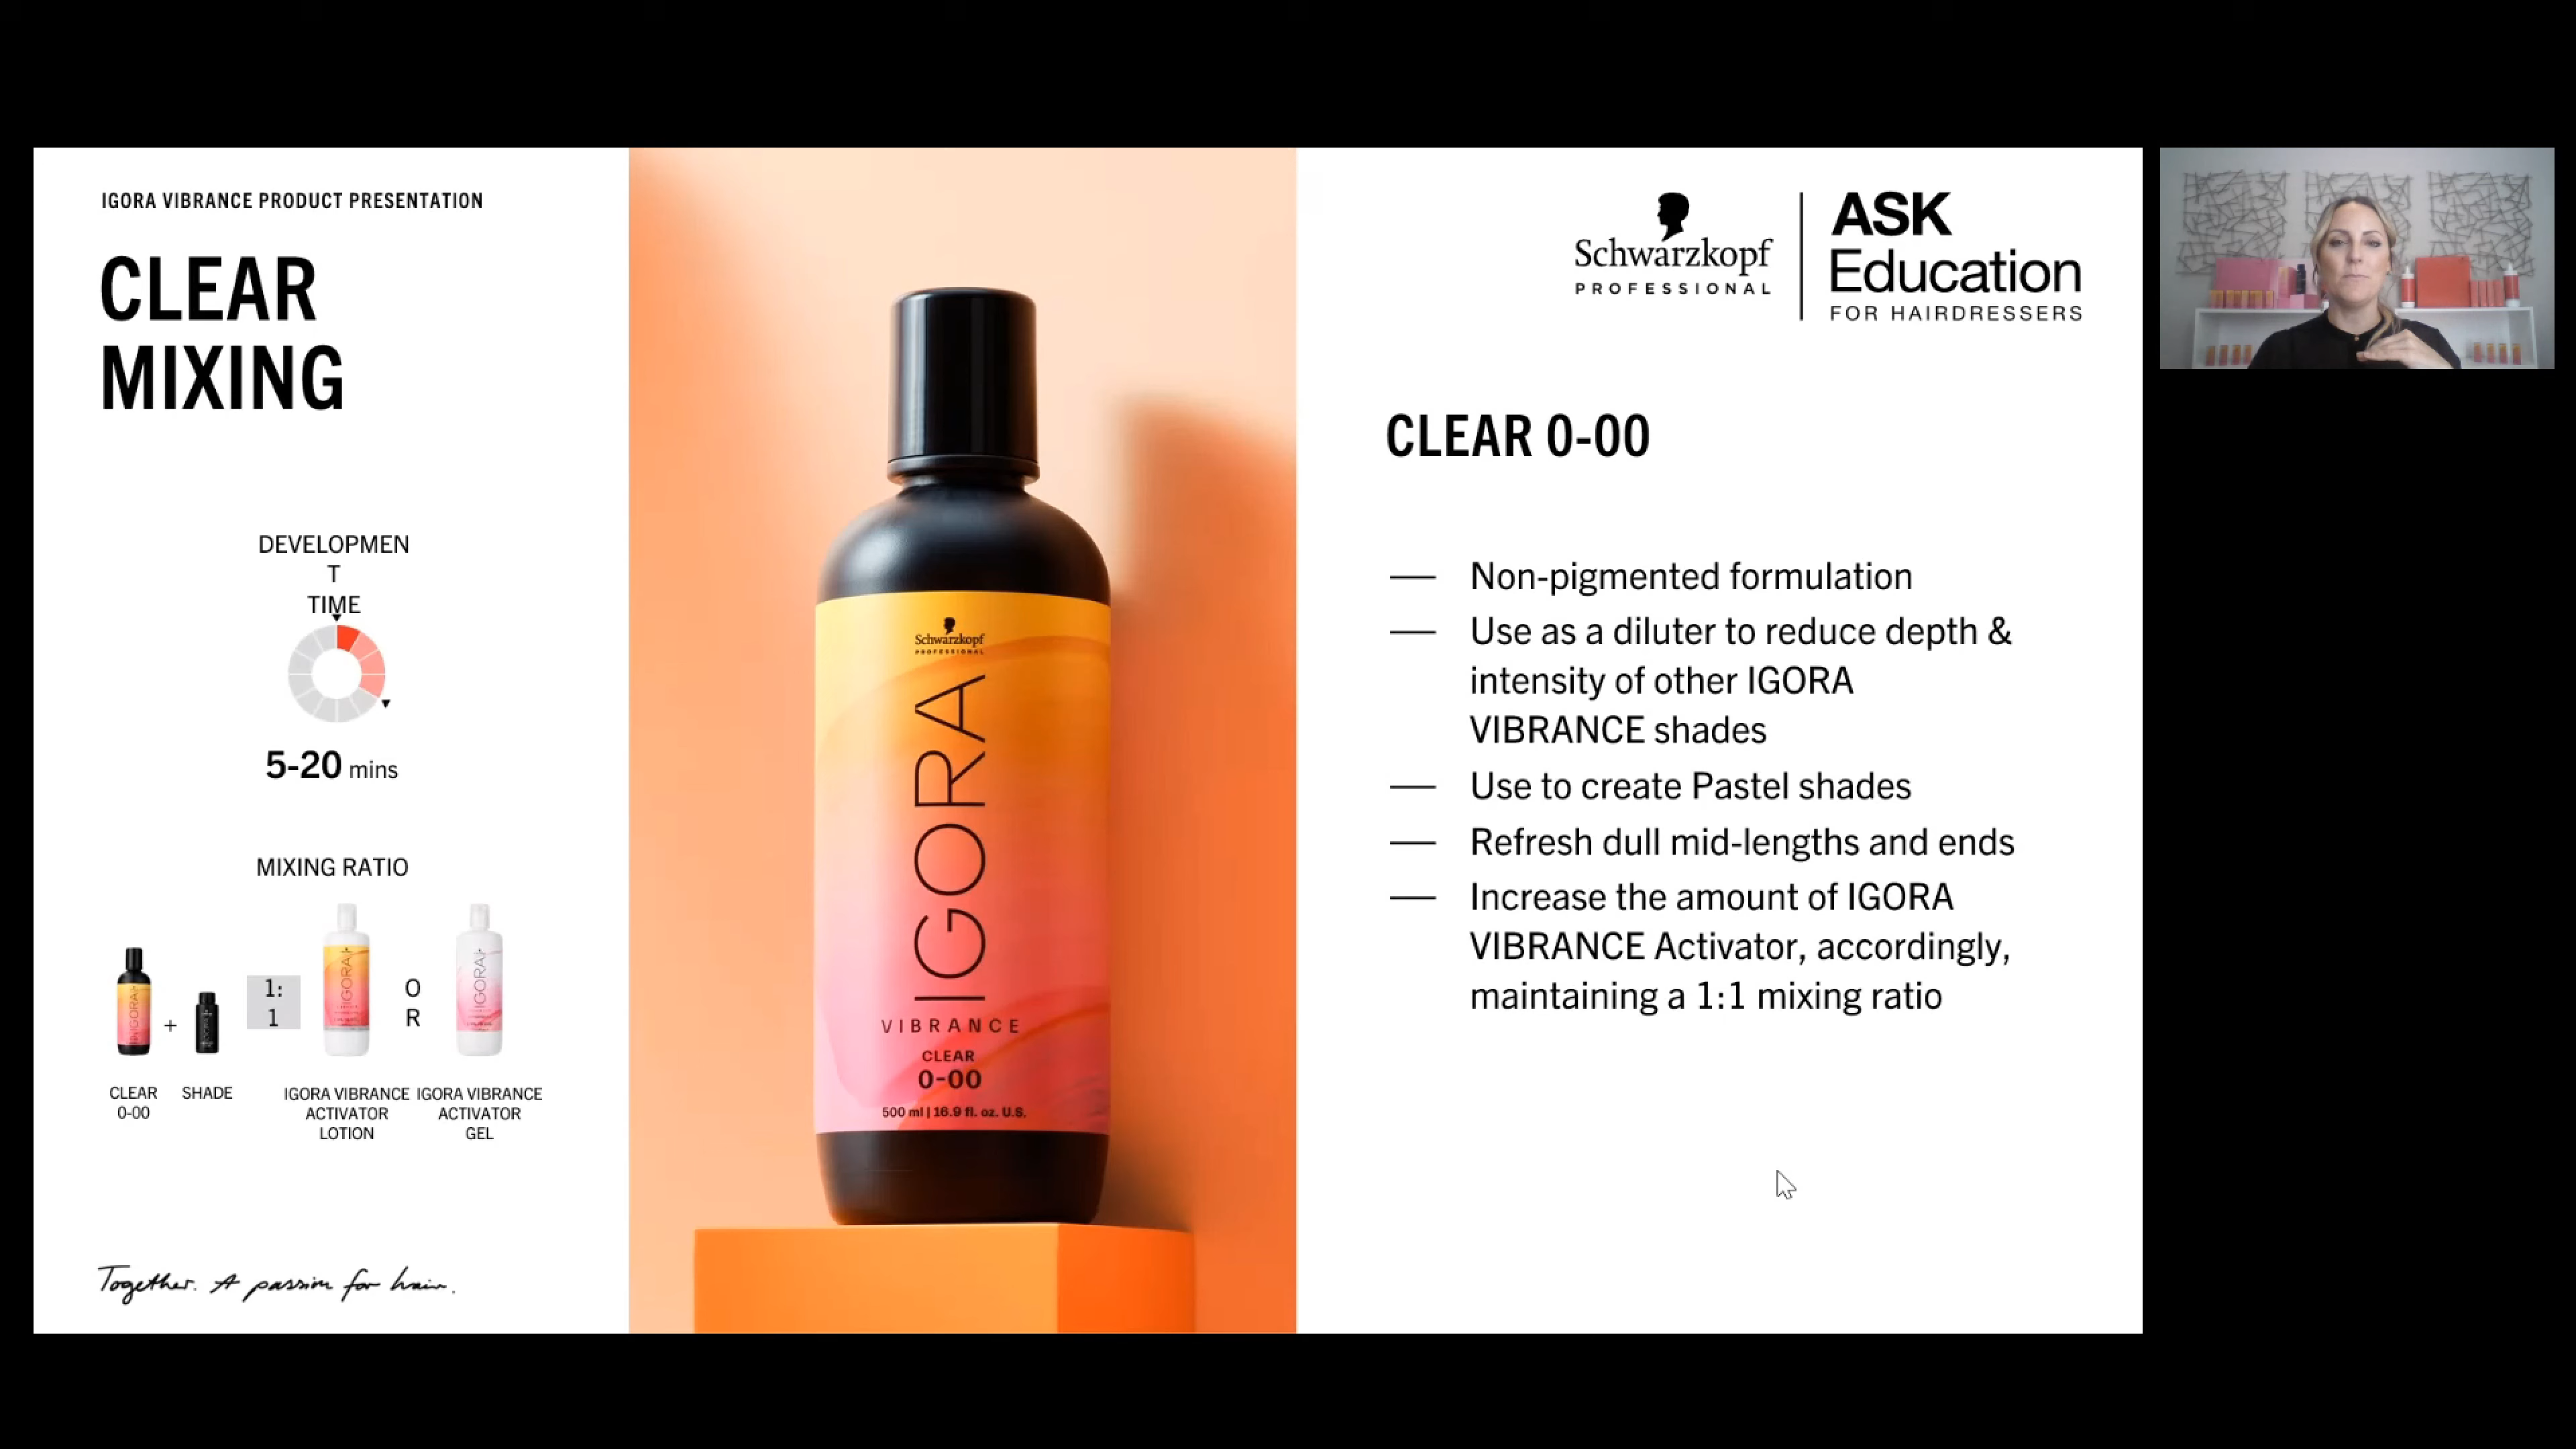 IGORA VIBRANCE PRODUCT PRESENTATION
CLEAR
MIXING
DEVELOPMEN
T
TIME
5-20 mins
MIXING RATIO
IGORA
+
1:
1
IGORA
O
R
IGORA
CLEAR
0-00
SHADE
IGORA VIBRANCE
ACTIVATOR
LOTION
IGORA VIBRANCE
ACTIVATOR
GEL
Together. A passion for hair.
Schwarzkopf
PROFESSIONAL
IGORA
VIBRANCE
CLEAR
0-00
500 ml | 16.9 fl. oz. U.S.
Schwarzkopf
PROFESSIONAL
ASK
Education
FOR HAIRDRESSERS
CLEAR 0-00
— Non-pigmented formulation
— Use as a diluter to reduce depth &
intensity of other IGORA
VIBRANCE shades
— Use to create Pastel shades
— Refresh dull mid-lengths and ends
— Increase the amount of IGORA
VIBRANCE Activator, accordingly,
maintaining a 1:1 mixing ratio